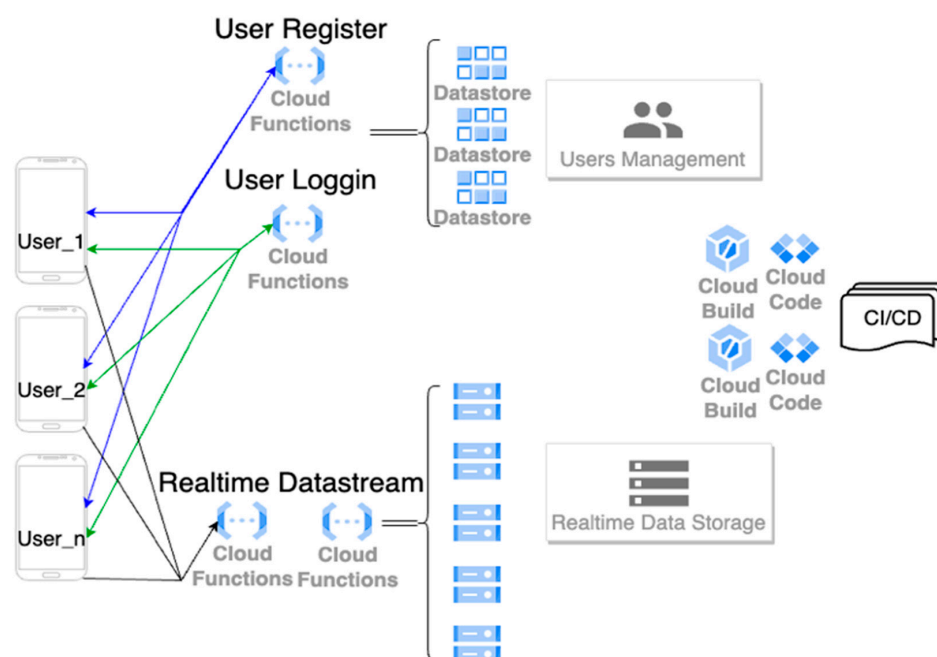 User Register
Cloud
Functions
Datastore
Datastore
Datastore
Users Management
User Loggin
Cloud
Functions
User_1
User_2
User_n
Cloud
Build
Cloud
Code
Cloud
Build
Cloud
Code
CI/CD
Realtime Datastream
Cloud
Functions
Cloud
Functions
Realtime Data Storage